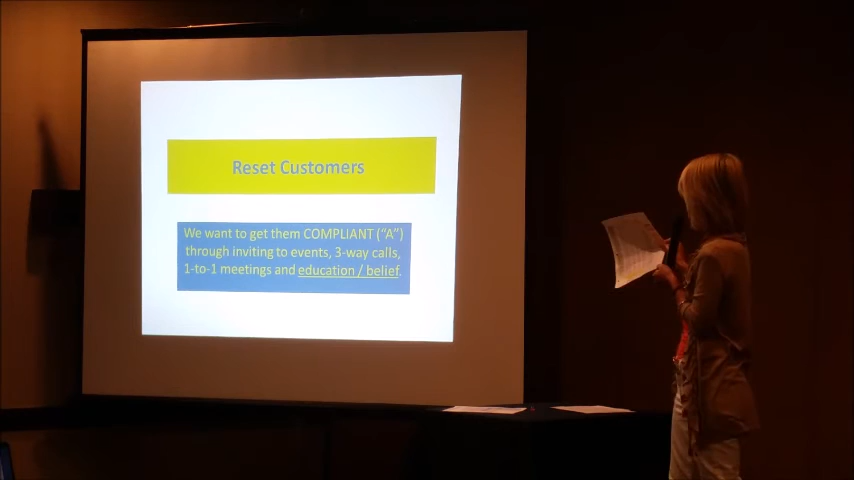 Reset Customers
We want to get them COMPLIANT (“A”)
through inviting to events, 3-way calls,
1-to-1 meetings and education / belief.